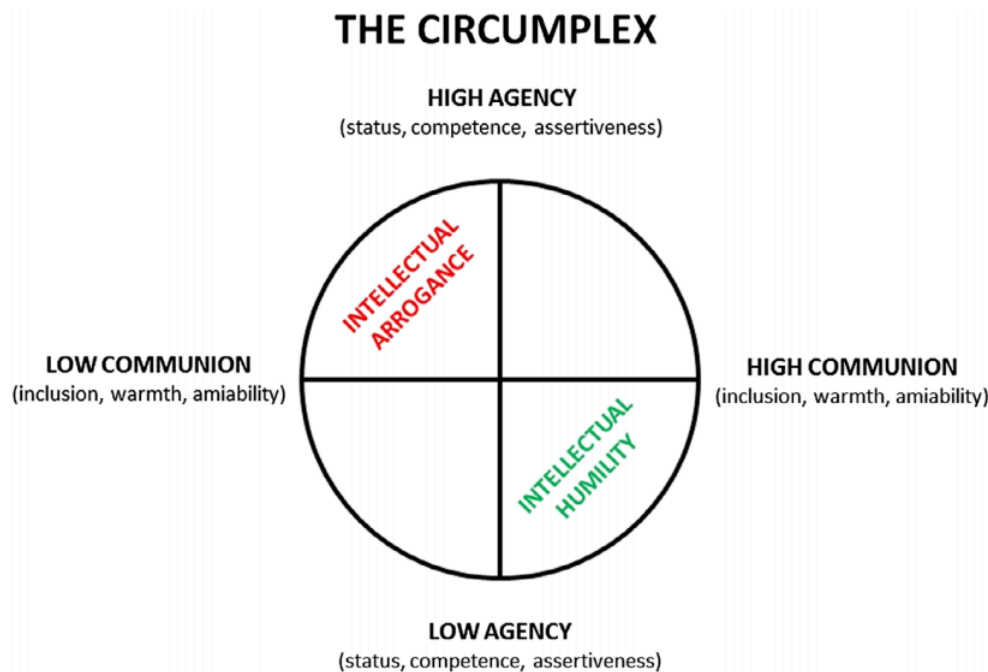 THE CIRCUMPLEX
HIGH AGENCY
(status, competence, assertiveness)
INTELLECTUAL
ARROGANCE
LOW COMMUNION
(inclusion, warmth, amiability)
HIGH COMMUNION
(inclusion, warmth, amiability)
INTELLECTUAL
HUMILITY
LOW AGENCY
(status, competence, assertiveness)